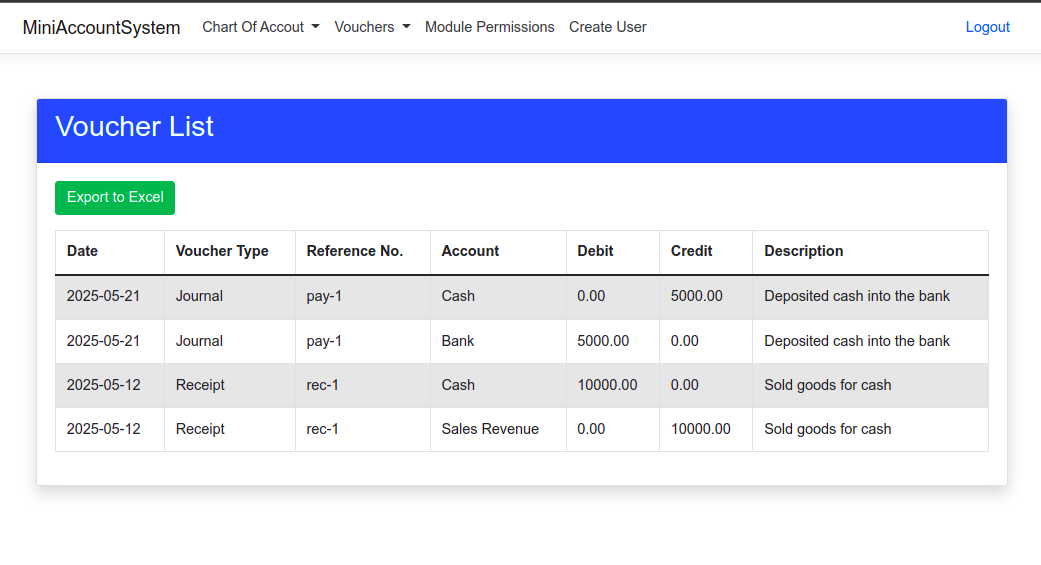 MiniAccountSystem Chart Of Accout Vouchers Module Permissions Create User Logout
Voucher List
Export to Excel
Date Voucher Type Reference No. Account Debit Credit Description
2025-05-21 Journal pay-1 Cash 0.00 5000.00 Deposited cash into the bank
2025-05-21 Journal pay-1 Bank 5000.00 0.00 Deposited cash into the bank
2025-05-12 Receipt rec-1 Cash 10000.00 0.00 Sold goods for cash
2025-05-12 Receipt rec-1 Sales Revenue 0.00 10000.00 Sold goods for cash